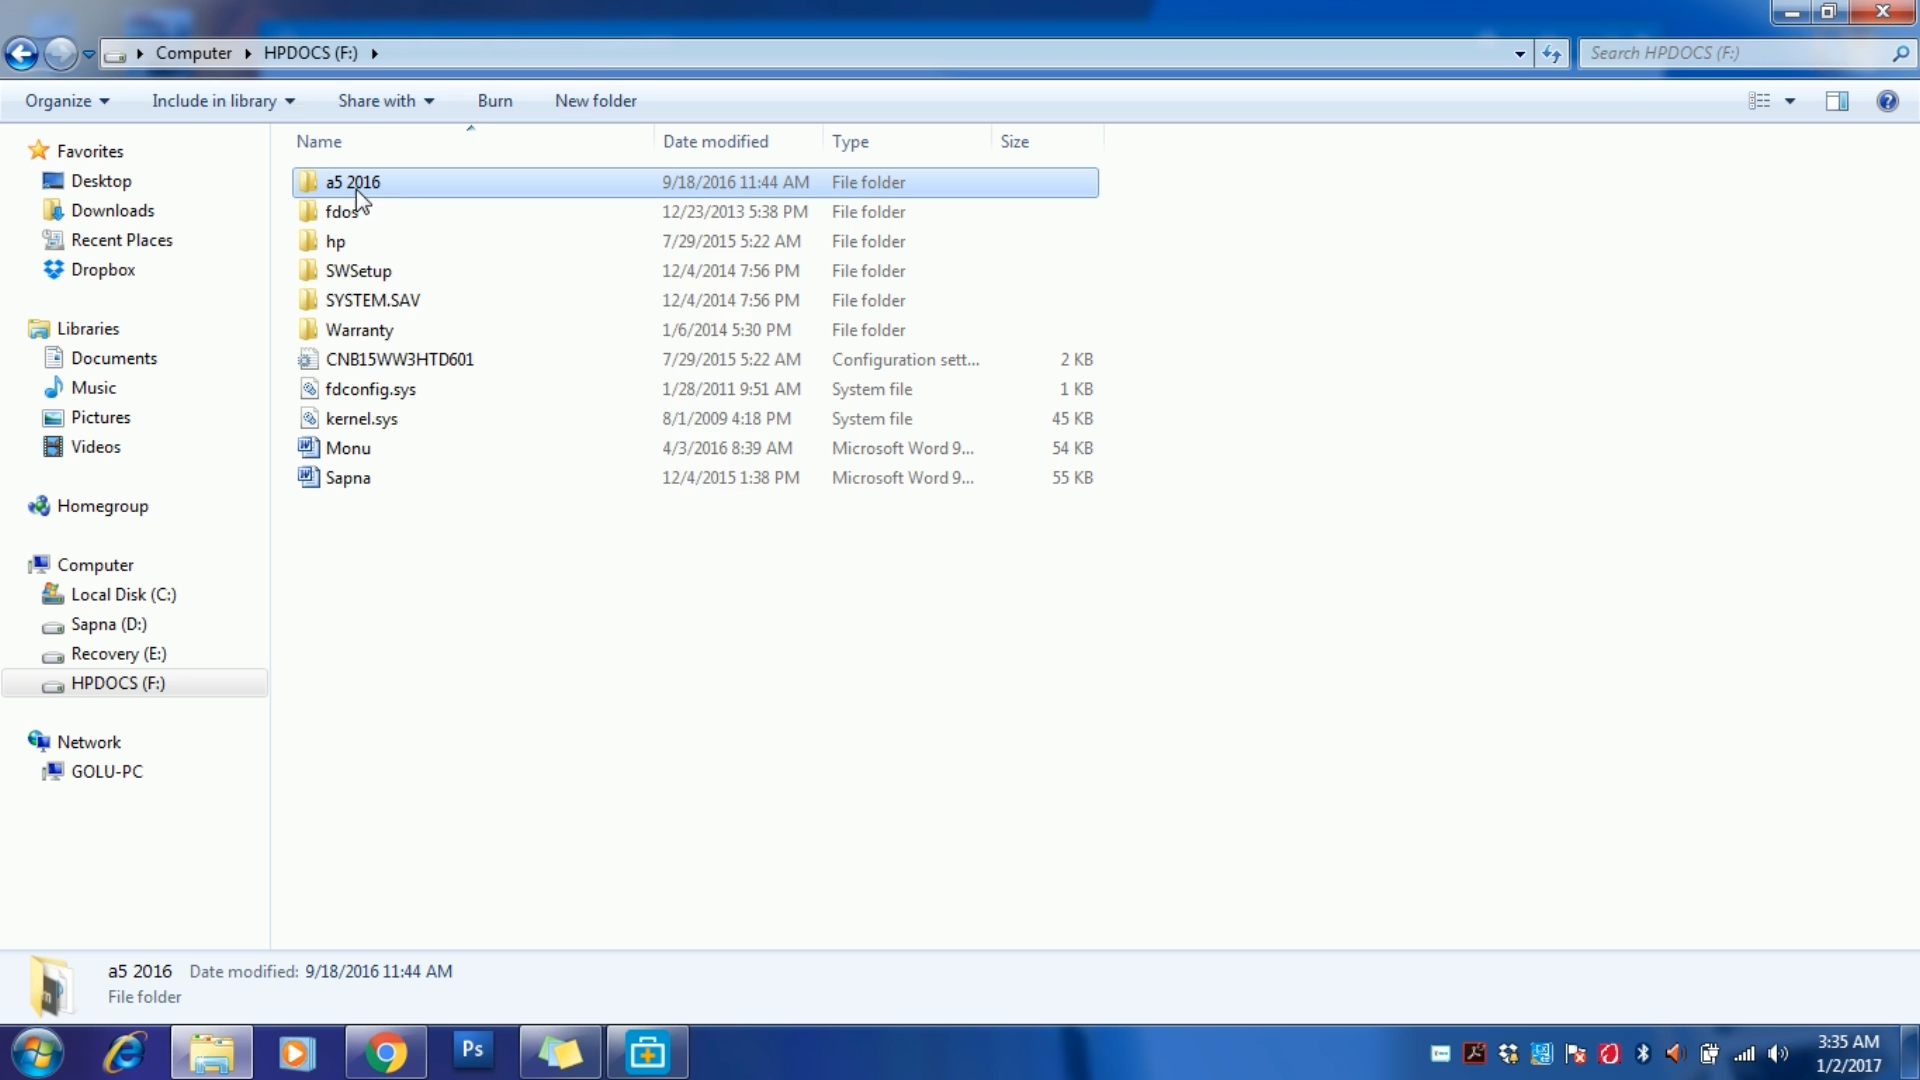 Computer HPDOCS (F:)
Search HPDOCS (F:)
Organize Include in library Share with Burn New folder
Name Date modified Type Size
Favorites
Desktop
Downloads
Recent Places
Dropbox
Libraries
Documents
Music
Pictures
Videos
Homegroup
Computer
Local Disk (C:)
Sapna (D:)
Recovery (E:)
HPDOCS (F:)
Network
GOLU-PC
a5 2016 9/18/2016 11:44 AM File folder
fdos 12/23/2013 5:38 PM File folder
hp 7/29/2015 5:22 AM File folder
SWSetup 12/4/2014 7:56 PM File folder
SYSTEM.SAV 12/4/2014 7:56 PM File folder
Warranty 1/6/2014 5:30 PM File folder
CNB15WW3HTD601 7/29/2015 5:22 AM Configuration sett... 2 KB
fdconfig.sys 1/28/2011 9:51 AM System file 1 KB
kernel.sys 8/1/2009 4:18 PM System file 45 KB
Monu 4/3/2016 8:39 AM Microsoft Word 9... 54 KB
Sapna 12/4/2015 1:38 PM Microsoft Word 9... 55 KB
a5 2016 Date modified: 9/18/2016 11:44 AM
File folder
Ps
3:35 AM
1/2/2017